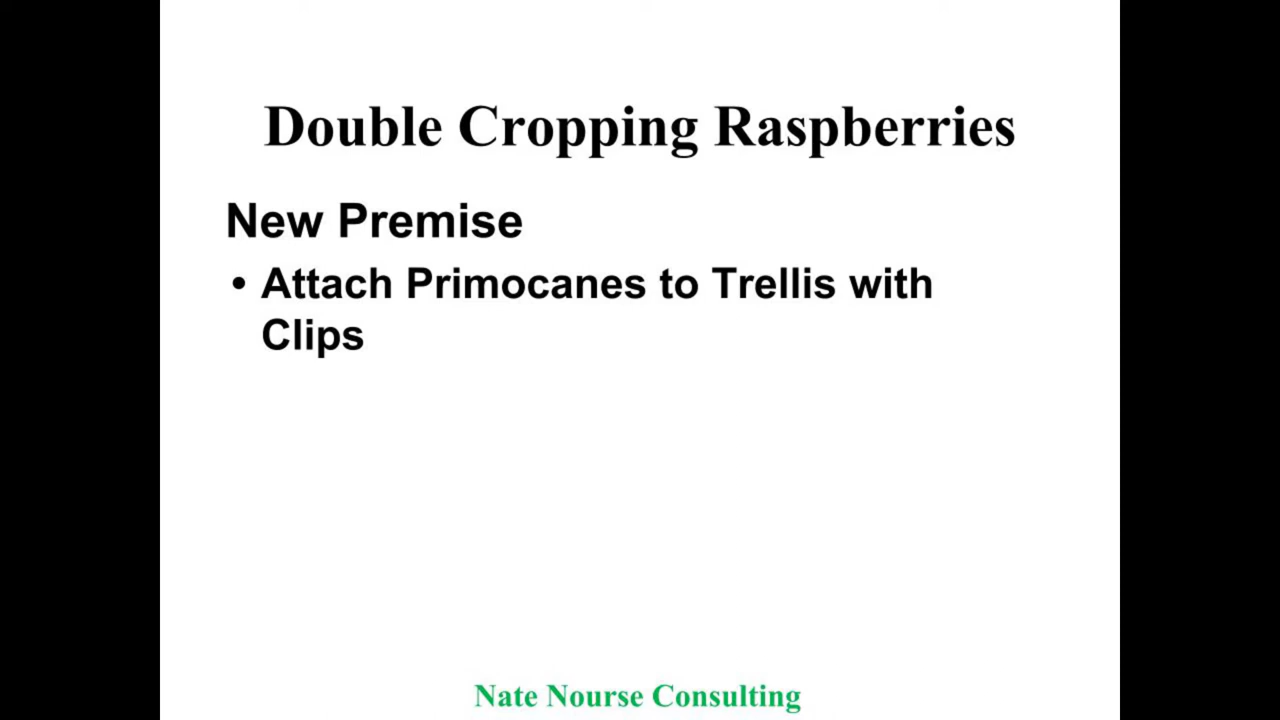 Double Cropping Raspberries
New Premise
• Attach Primocanes to Trellis with
Clips
Nate Nourse Consulting